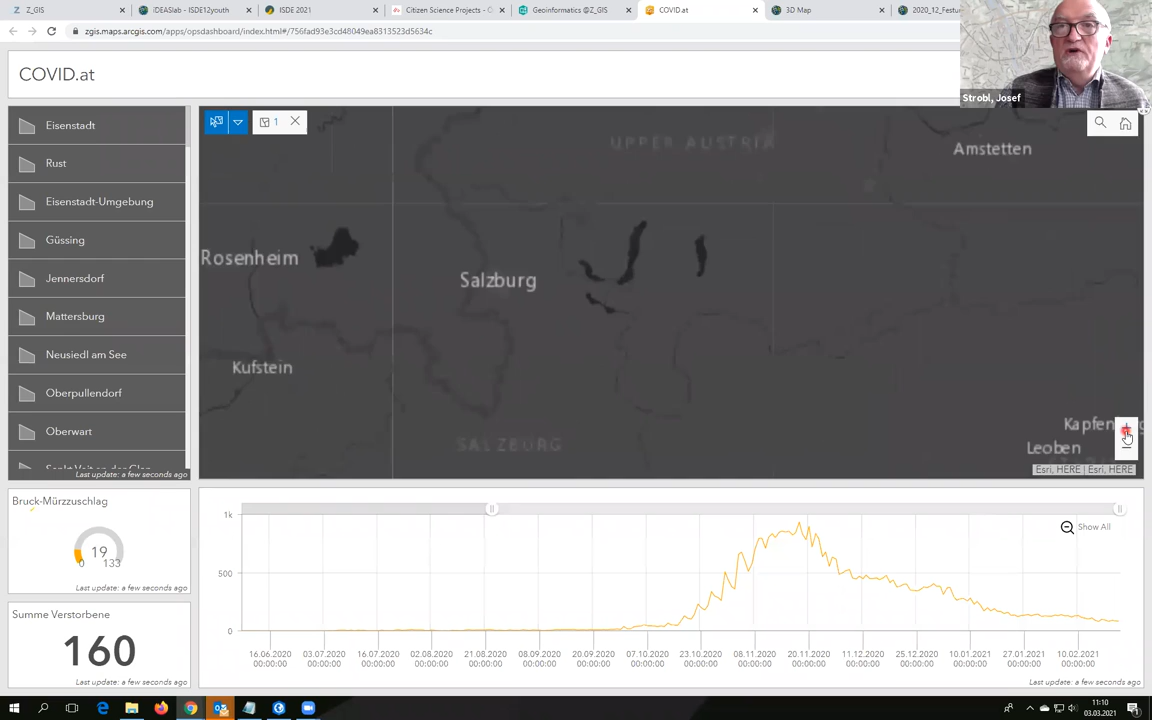 Z_GIS
iDEASlab - ISDE12youth
ISDE 2021
Citizen Science Projects - O
Geoinformatics @Z_GIS
COVID.at
3D Map
2020_12_Festu
zgis.maps.arcgis.com/apps/opsdashboard/index.html#/756fad93e3cd48049ea8313523d5634c
Strobl, Josef
COVID.at
Eisenstadt
Rust
Eisenstadt-Umgebung
Güssing
Jennersdorf
Mattersburg
Neusiedl am See
Oberpullendorf
Oberwart
Last update: a few seconds ago
1
UPPER AUSTRIA
Amstetten
Rosenheim
Salzburg
Kufstein
SALZBURG
Kapfen
Leoben
Esri, HERE | Esri, HERE
Bruck-Mürzzuschlag
19
0 133
Last update: a few seconds ago
Summe Verstorbene
160
Last update: a few seconds ago
Show All
1k
500
0
16.06.2020 03.07.2020 16.07.2020 02.08.2020 21.08.2020 08.09.2020 20.09.2020 07.10.2020 23.10.2020 08.11.2020 20.11.2020 11.12.2020 25.12.2020 10.01.2021 27.01.2021 10.02.2021
00:00:00 00:00:00 00:00:00 00:00:00 00:00:00 00:00:00 00:00:00 00:00:00 00:00:00 00:00:00 00:00:00 00:00:00 00:00:00 00:00:00 00:00:00 00:00:00
Last update: a few seconds ago
11:10
03.03.2021